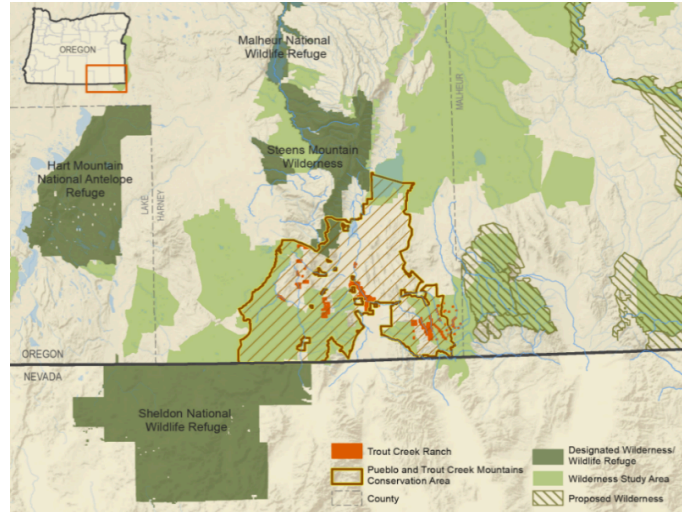 OREGON
Malheur National
Wildlife Refuge
MALHEUR
Steens Mountain
Wilderness
Hart Mountain
National Antelope
Refuge
LAKE
HARNEY
OREGON
NEVADA
Sheldon National
Wildlife Refuge
Trout Creek Ranch
Pueblo and Trout Creek Mountains
Conservation Area
County
Designated Wilderness/
Wildlife Refuge
Wilderness Study Area
Proposed Wilderness